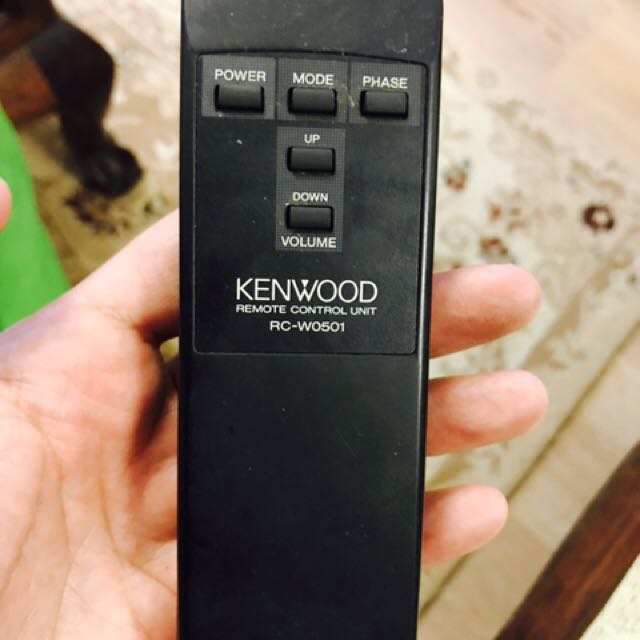 POWER MODE PHASE
UP
DOWN
VOLUME
KENWOOD
REMOTE CONTROL UNIT
RC-W0501